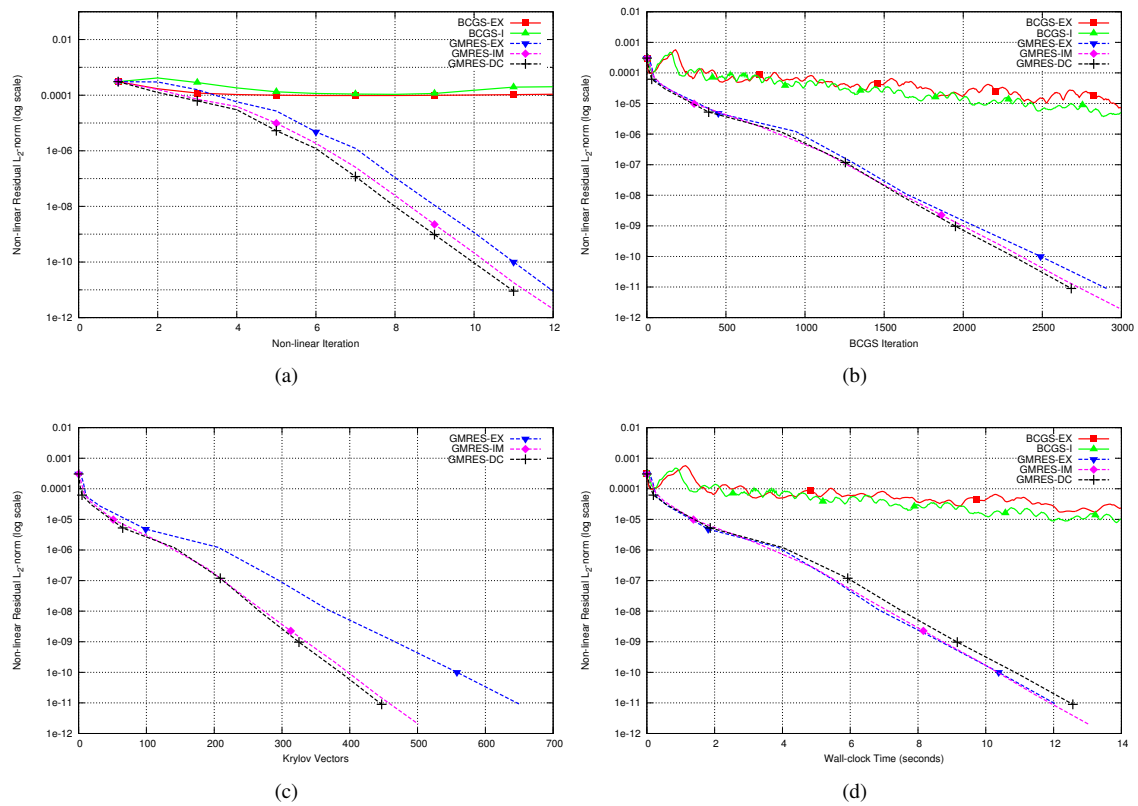 0.01
0.0001
1e-06
1e-08
1e-10
1e-12
0
2
4
6
8
10
12
Non-linear Residual L2-norm (log scale)
Non-linear Iteration
BCGS-EX
BCGS-I
GMRES-EX
GMRES-IM
GMRES-DC
(a)
0.01
0.001
0.0001
1e-05
1e-06
1e-07
1e-08
1e-09
1e-10
1e-11
1e-12
0
500
1000
1500
2000
2500
3000
Non-linear Residual L2-norm (log scale)
BCGS Iteration
BCGS-EX
BCGS-I
GMRES-EX
GMRES-IM
GMRES-DC
(b)
0.01
0.001
0.0001
1e-05
1e-06
1e-07
1e-08
1e-09
1e-10
1e-11
1e-12
0
100
200
300
400
500
600
700
Non-linear Residual L2-norm (log scale)
Krylov Vectors
GMRES-EX
GMRES-IM
GMRES-DC
(c)
0.01
0.001
0.0001
1e-05
1e-06
1e-07
1e-08
1e-09
1e-10
1e-11
1e-12
0
2
4
6
8
10
12
14
Non-linear Residual L2-norm (log scale)
Wall-clock Time (seconds)
BCGS-EX
BCGS-I
GMRES-EX
GMRES-IM
GMRES-DC
(d)